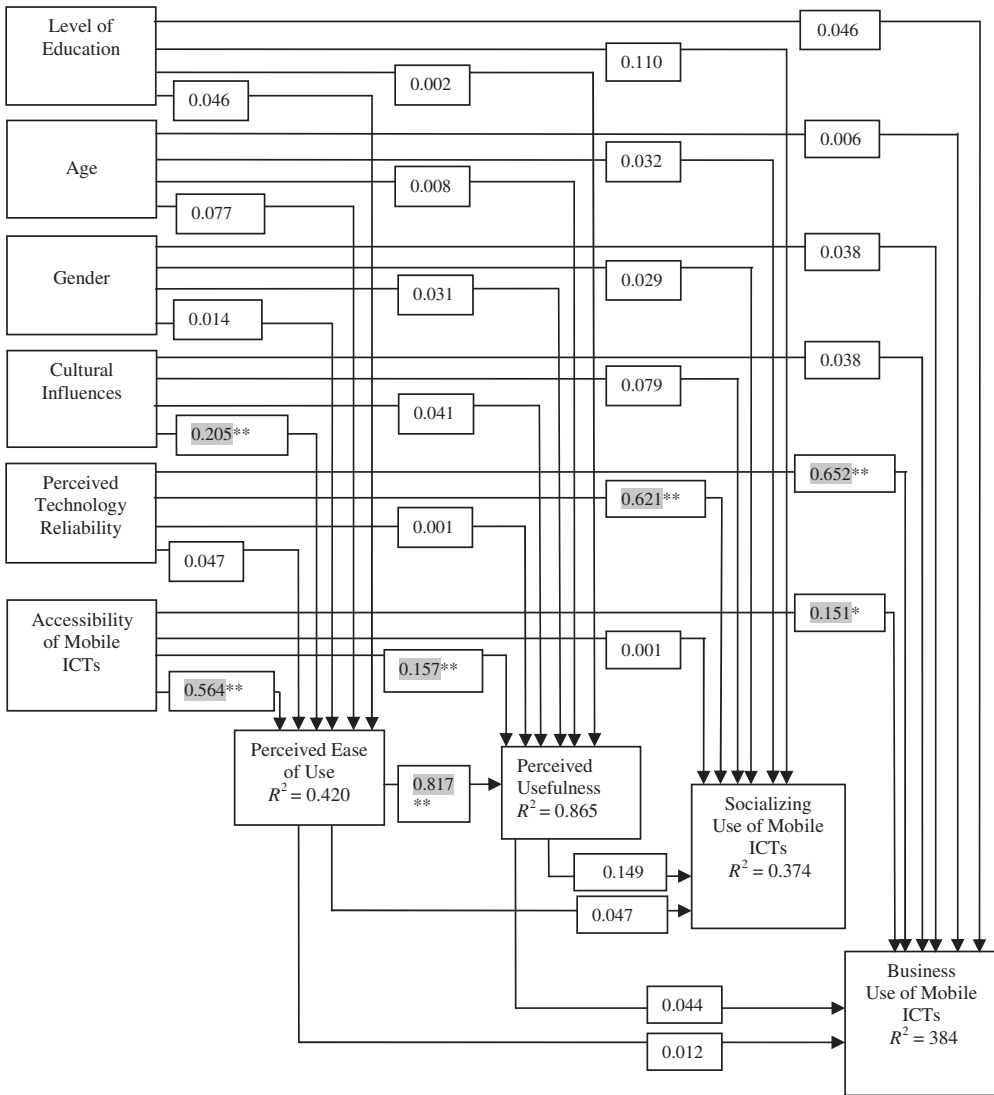 Level of
Education
0.046
0.110
0.002
0.046
Age
0.006
0.032
0.008
0.077
Gender
0.038
0.029
0.031
0.014
Cultural
Influences
0.038
0.079
0.041
0.205**
Perceived
Technology
Reliability
0.652**
0.621**
0.001
0.047
Accessibility
of Mobile
ICTs
0.151*
0.001
0.157**
0.564**
Perceived Ease
of Use
R² = 0.420
0.817
**
Perceived
Usefulness
R² = 0.865
Socializing
Use of Mobile
ICTs
R² = 0.374
0.149
0.047
Business
Use of Mobile
ICTs
R² = 384
0.044
0.012